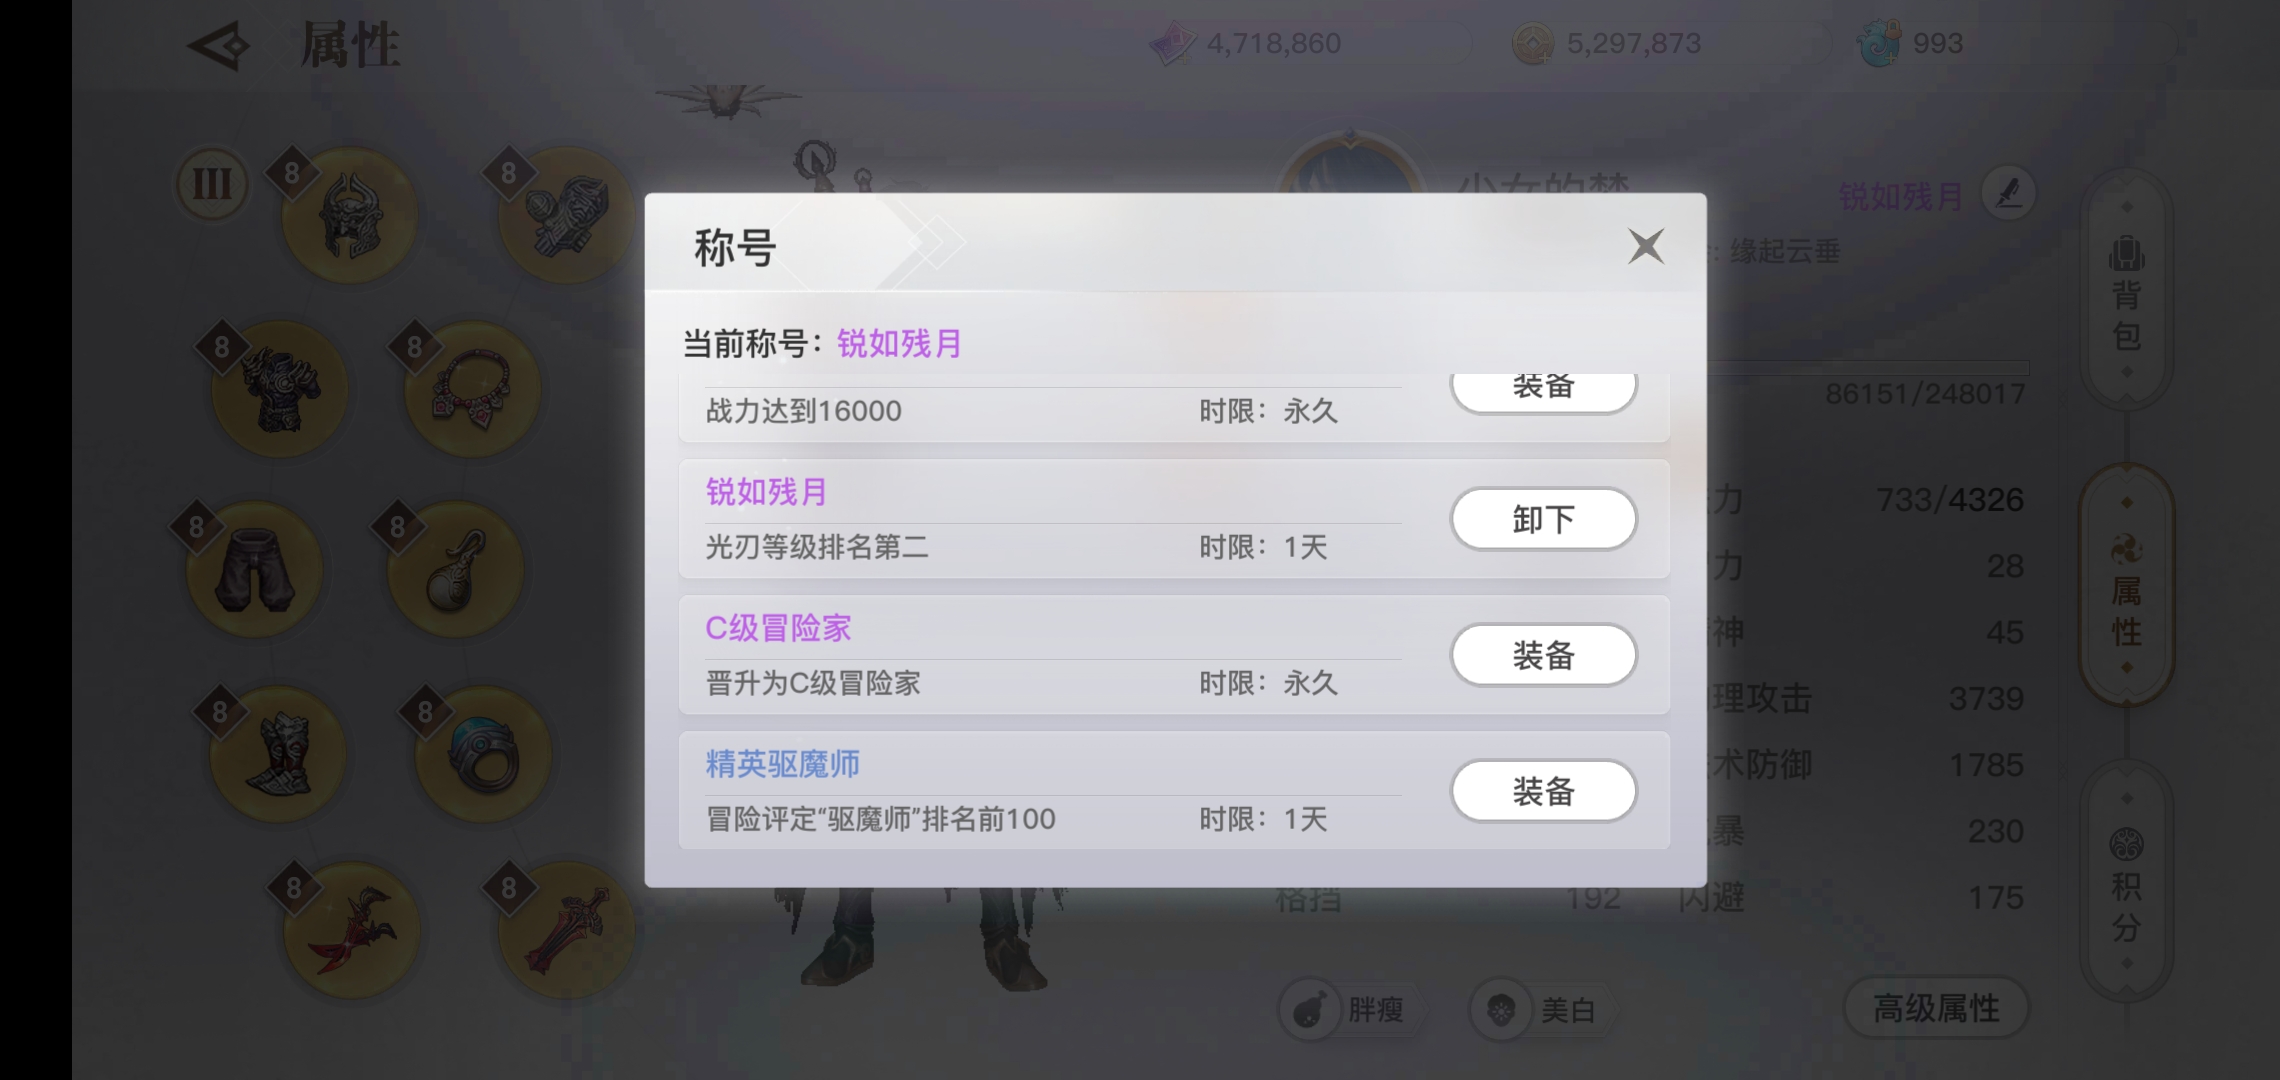 属性
4,718,860
5,297,873
993
III
8
8
少女的梦
锐如残月
称号
: 缘起云垂
背包
当前称号：锐如残月
8
8
装备
战力达到16000 时限：永久
86151/248017
锐如残月
光刃等级排名第二 时限：1天
卸下
力 733/4326
8
8
力 28
属性
C级冒险家
晋升为C级冒险家 时限：永久
装备
神 45
理攻击 3739
8
8
精英驱魔师
冒险评定“驱魔师”排名前100 时限：1天
装备
术防御 1785
暴 230
积分
8
8
格挡 192 闪避 175
胖瘦
美白
高级属性